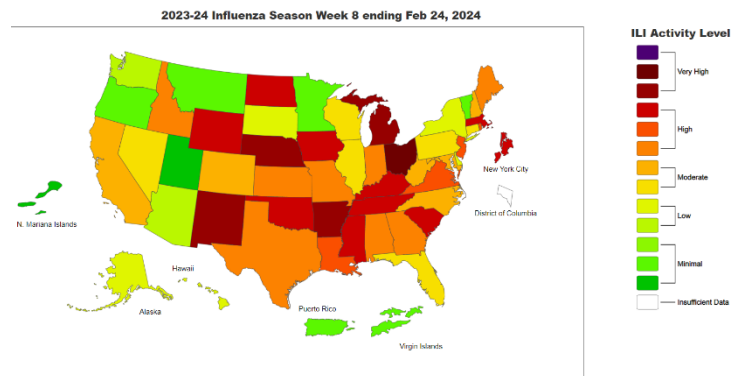 2023-24 Influenza Season Week 8 ending Feb 24, 2024
ILI Activity Level
Very High
High
Moderate
Low
Minimal
Insufficient Data
New York City
District of Columbia
N. Mariana Islands
Hawaii
Alaska
Puerto Rico
Virgin Islands